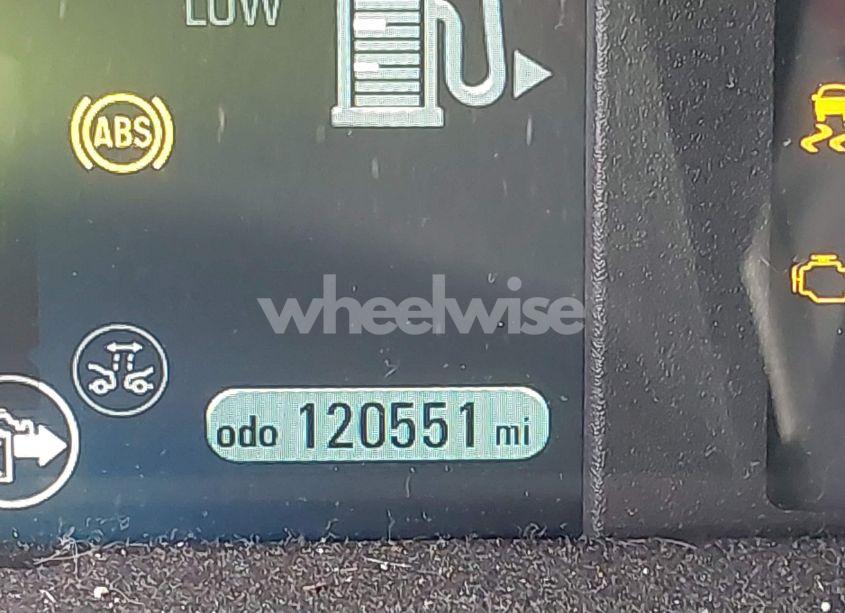 LOW
ABS
wheelwise
odo 120551 mi